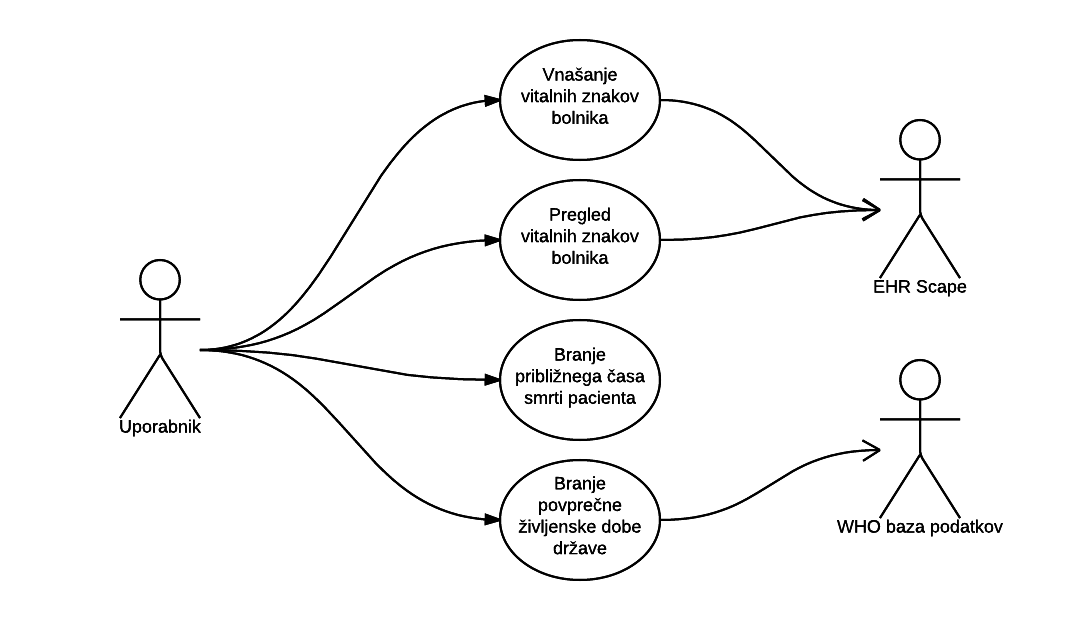 Vnašanje
vitalnih znakov
bolnika
Pregled
vitalnih znakov
bolnika
EHR Scape
Branje
približnega časa
smrti pacienta
Uporabnik
Branje
povprečne
življenske dobe
države
WHO baza podatkov